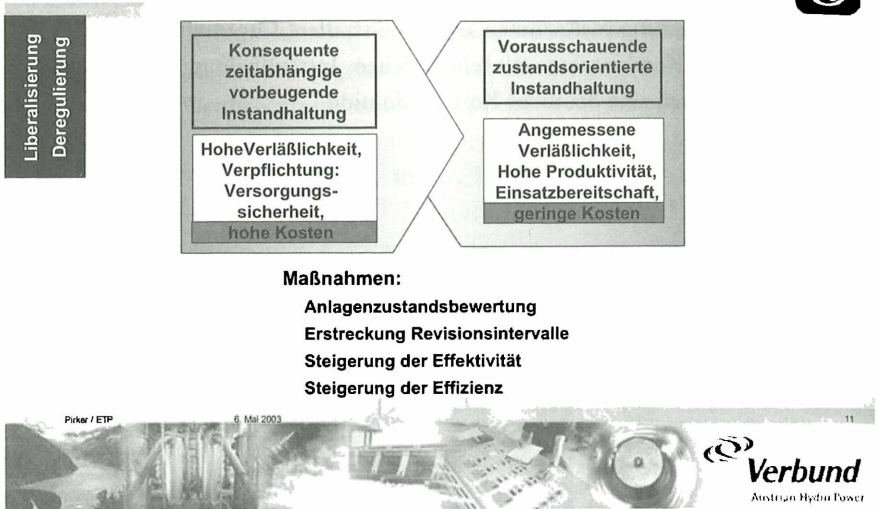 Liberalisierung
Deregulierung
Konsequente
zeitabhängige
vorbeugende
Instandhaltung
HoheVerläßlichkeit,
Verpflichtung:
Versorgungs-
sicherheit,
hohe Kosten
Vorausschauende
zustandsorientierte
Instandhaltung
Angemessene
Verläßlichkeit,
Hohe Produktivität,
Einsatzbereitschaft,
geringe Kosten
Maßnahmen:
Anlagenzustandsbewertung
Erstreckung Revisionsintervalle
Steigerung der Effektivität
Steigerung der Effizienz
Pirker / ETP
6. Mai 2003
11
Verbund
Austrian Hydro Power